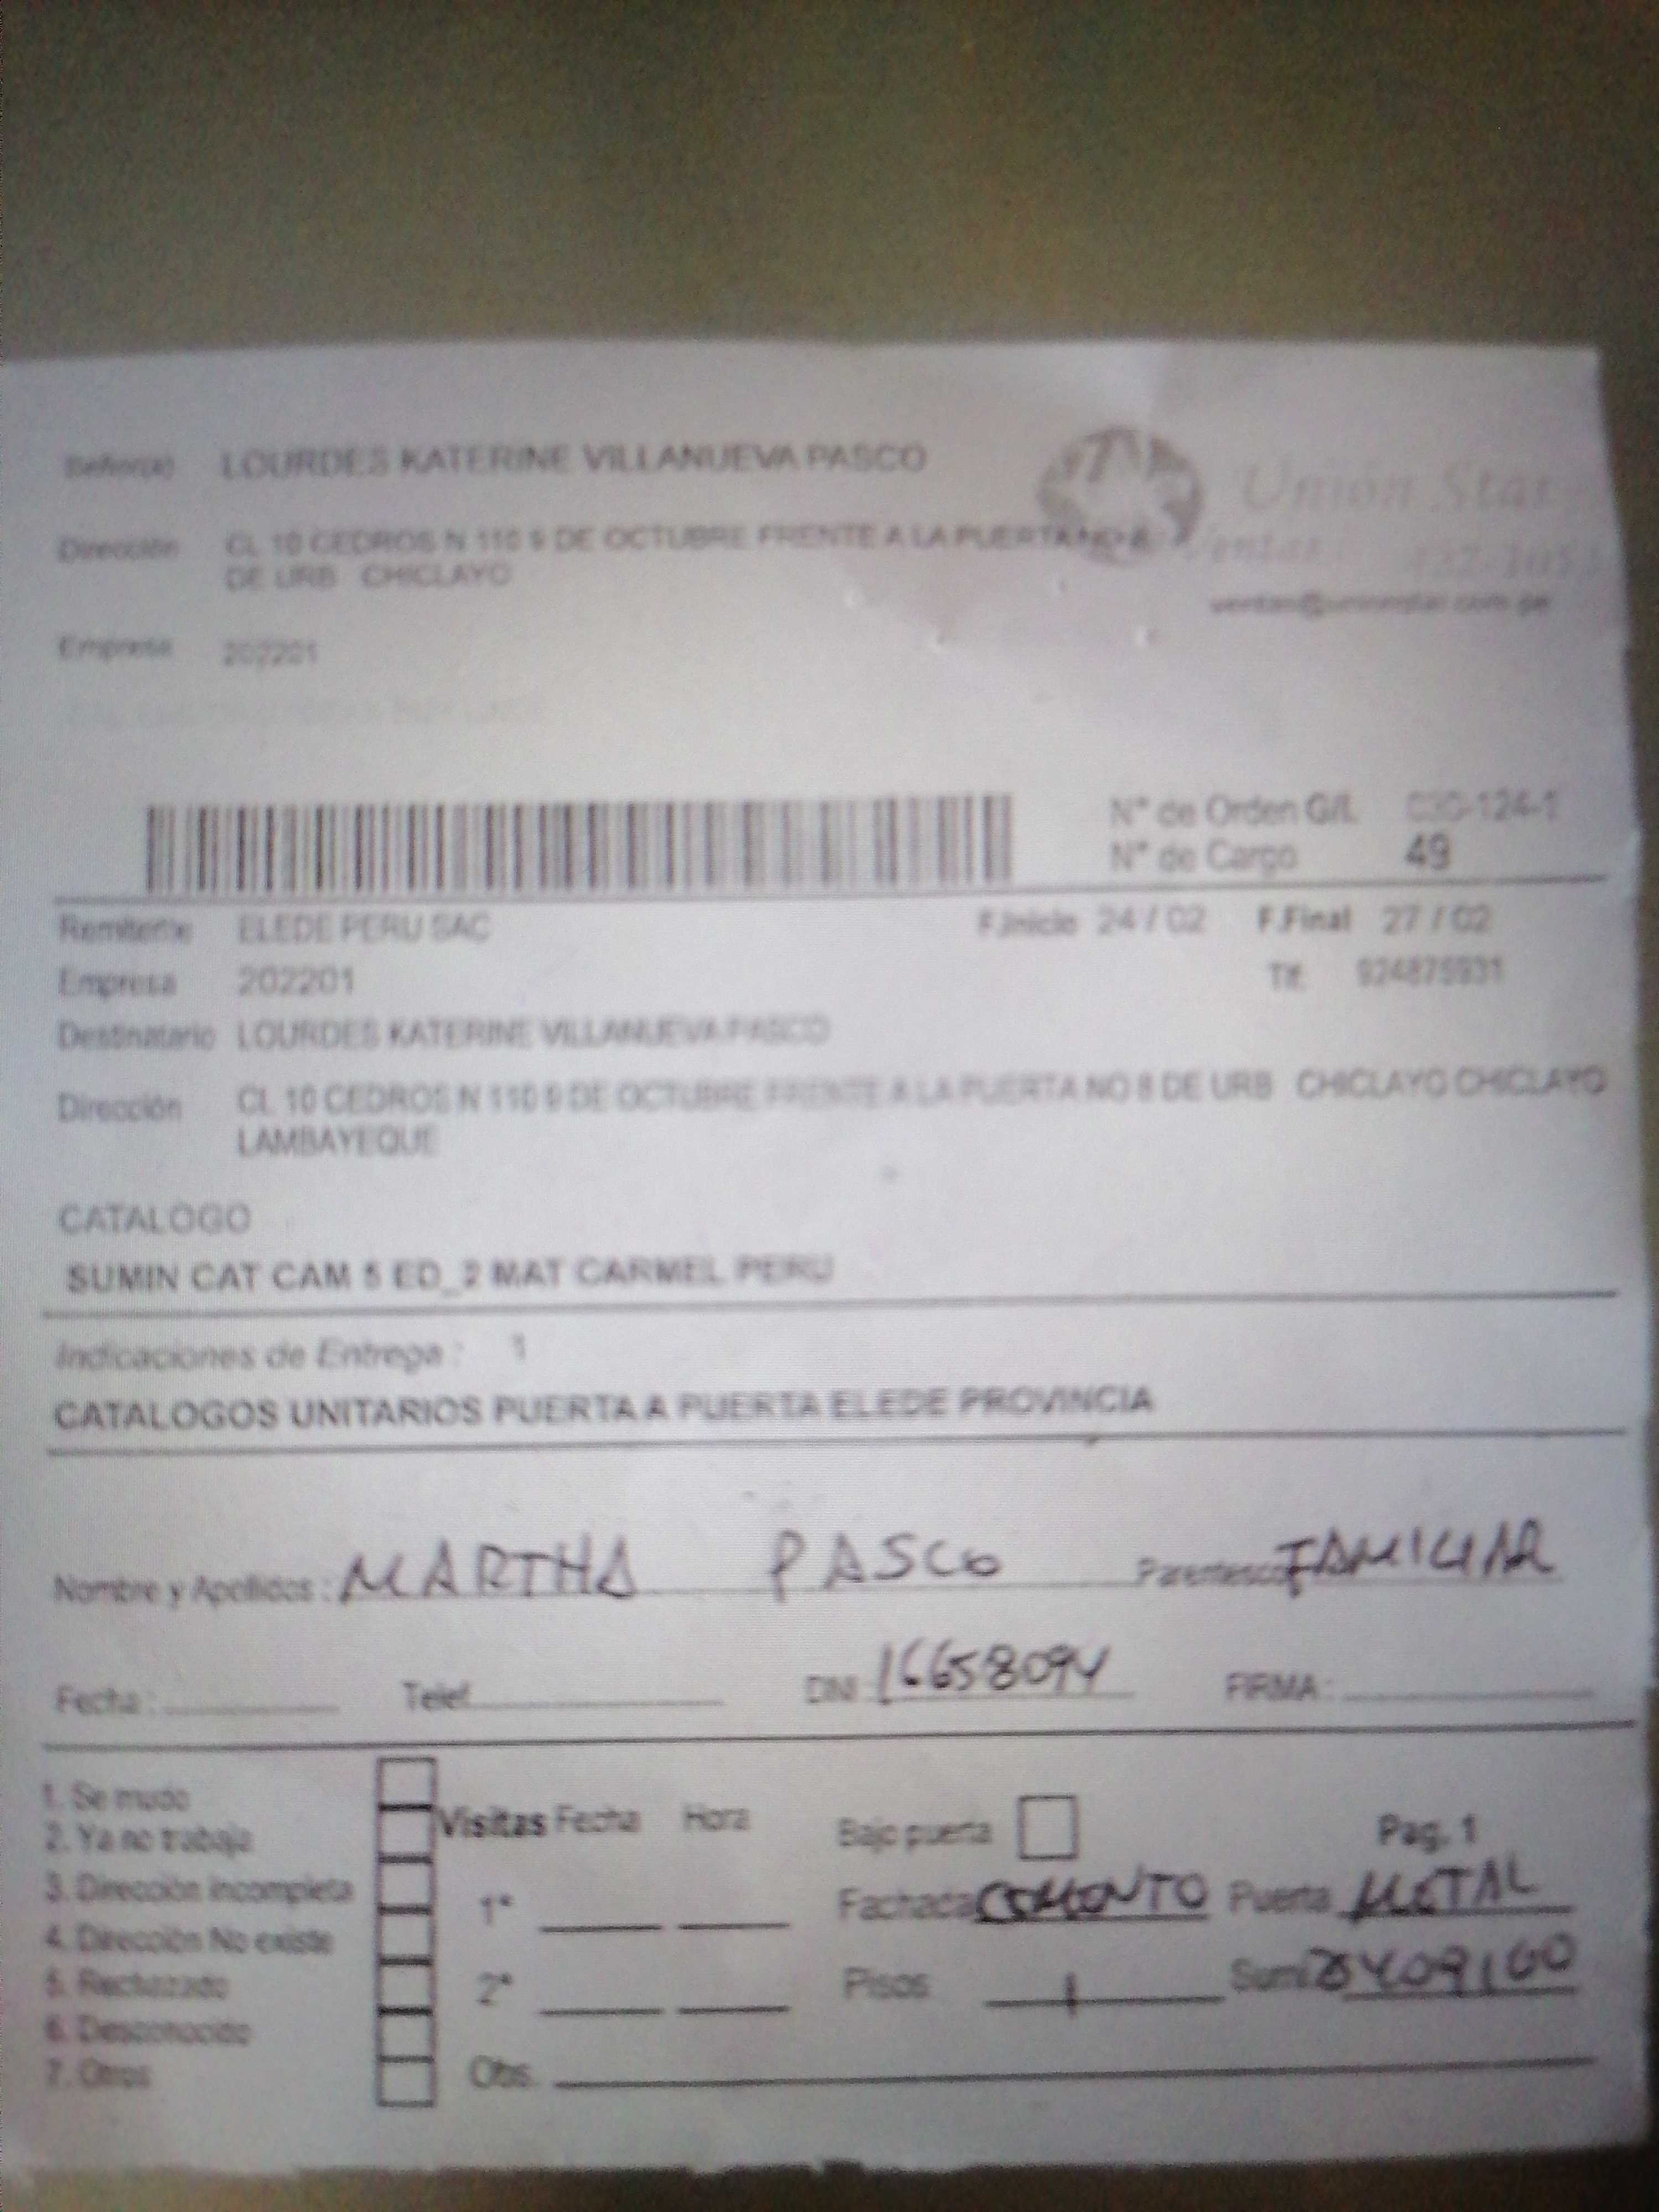 Señor(a) LOURDES KATERINE VILLANUEVA PASCO
Unión Star
Dirección CL 10 CEDROS N 110 9 DE OCTUBRE FRENTE A LA PUERTA
Ventas
DE URB CHICLAYO
Empresa 202201
N° de Orden G/L 030-124-1
N° de Cargo 49
Remitente ELEDE PERU SAC F.Inicio 24 / 02 F.Final 27 / 02
Empresa 202201 Tlf. 924875931
Destinatario LOURDES KATERINE VILLANUEVA PASCO
Dirección CL 10 CEDROS N 110 9 DE OCTUBRE FRENTE A LA PUERTA NO 8 DE URB CHICLAYO CHICLAYO
LAMBAYEQUE
CATALOGO
SUMIN CAT CAM 5 ED_2 MAT CARMEL PERU
Indicaciones de Entrega : 1
CATALOGOS UNITARIOS PUERTA A PUERTA ELEDE PROVINCIA
Nombre y Apellidos : MARTHA PASCO Parentesco FAMILIAR
Fecha : Telef. DNI 16658094 FIRMA :
1. Se mudo
2. Ya no trabaja
3. Dirección incompleta
4. Dirección No existe
5. Rechazado
6. Desconocido
7. Otros
Visitas Fecha Hora
1°
2°
Obs.
Bajo puerta Pag. 1
Fachada CEMENTO Puerta METAL
Pisos 1 Sumi